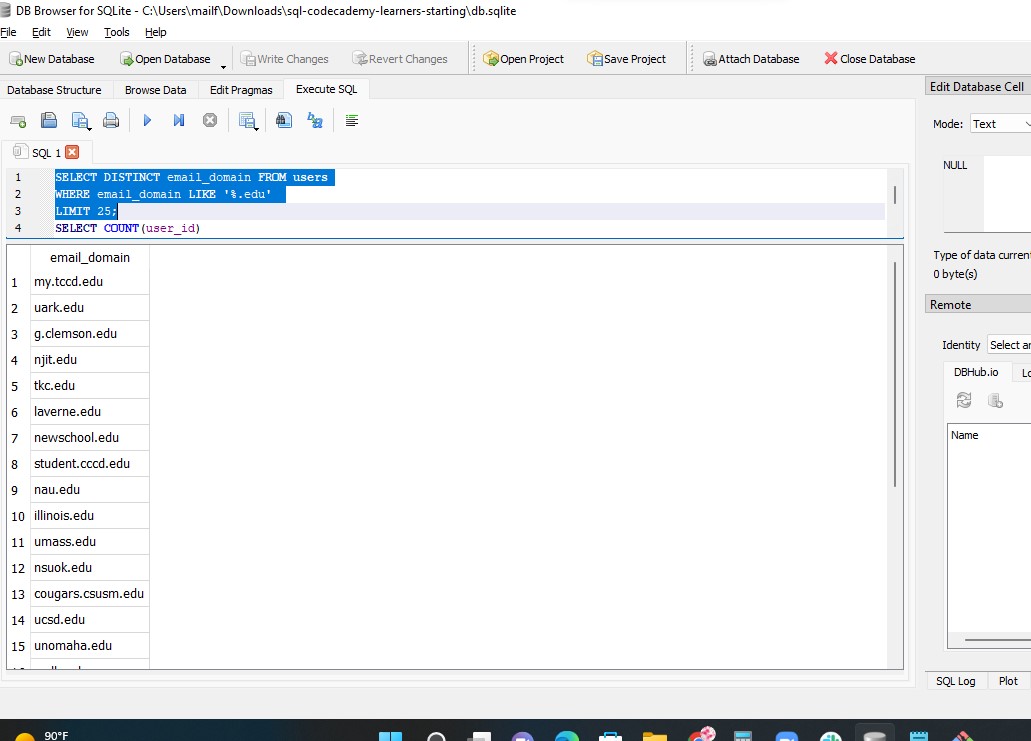 DB Browser for SQLite - C:\Users\mailf\Downloads\sql-codecademy-learners-starting\db.sqlite
File Edit View Tools Help
New Database Open Database Write Changes Revert Changes Open Project Save Project Attach Database Close Database
Database Structure Browse Data Edit Pragmas Execute SQL
Edit Database Cell
Mode: Text
SQL 1
NULL
1 SELECT DISTINCT email_domain FROM users
2 WHERE email_domain LIKE '%.edu'
3 LIMIT 25;
4 SELECT COUNT(user_id)
email_domain
1 my.tccd.edu
2 uark.edu
3 g.clemson.edu
4 njit.edu
5 tkc.edu
6 laverne.edu
7 newschool.edu
8 student.cccd.edu
9 nau.edu
10 illinois.edu
11 umass.edu
12 nsuok.edu
13 cougars.csusm.edu
14 ucsd.edu
15 unomaha.edu
Type of data curren
0 byte(s)
Remote
Identity Select an
DBHub.io Lo
Name
SQL Log Plot
90°F